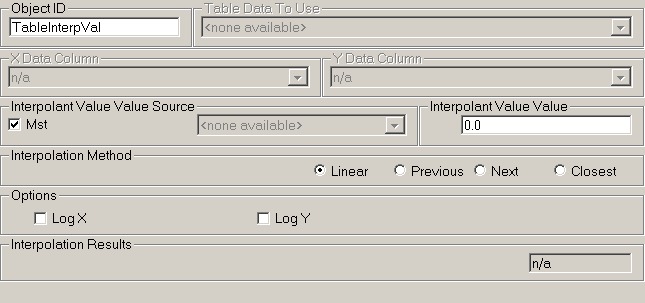 Object ID
Table Data To Use
TableInterpVal
<none available>
X Data Column
Y Data Column
n/a
n/a
Interpolant Value Value Source
Interpolant Value Value
Mst
<none available>
0.0
Interpolation Method
Linear
Previous
Next
Closest
Options
Log X
Log Y
Interpolation Results
n/a